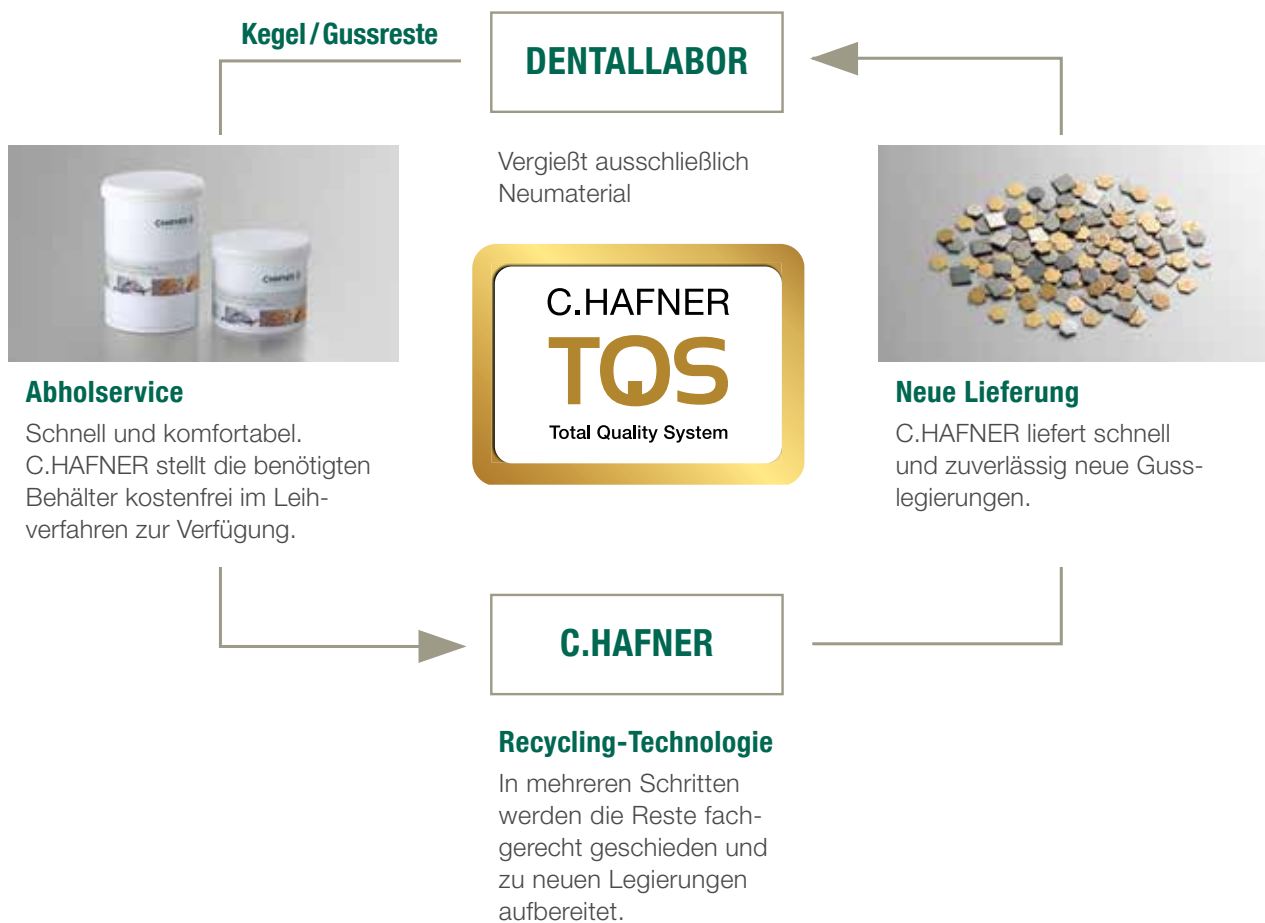 Kegel / Gussreste
DENTALLABOR
Vergießt ausschließlich
Neumaterial
C.HAFNER
C.HAFNER
C.HAFNER
TQS
Total Quality System
Abholservice
Schnell und komfortabel.
C.HAFNER stellt die benötigten
Behälter kostenfrei im Leih-
verfahren zur Verfügung.
Neue Lieferung
C.HAFNER liefert schnell
und zuverlässig neue Guss-
legierungen.
C.HAFNER
Recycling-Technologie
In mehreren Schritten
werden die Reste fach-
gerecht geschieden und
zu neuen Legierungen
aufbereitet.